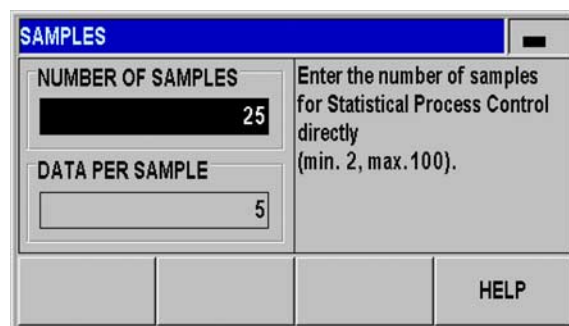 SAMPLES
NUMBER OF SAMPLES
25
DATA PER SAMPLE
5
Enter the number of samples
for Statistical Process Control
directly
(min. 2, max.100).
HELP